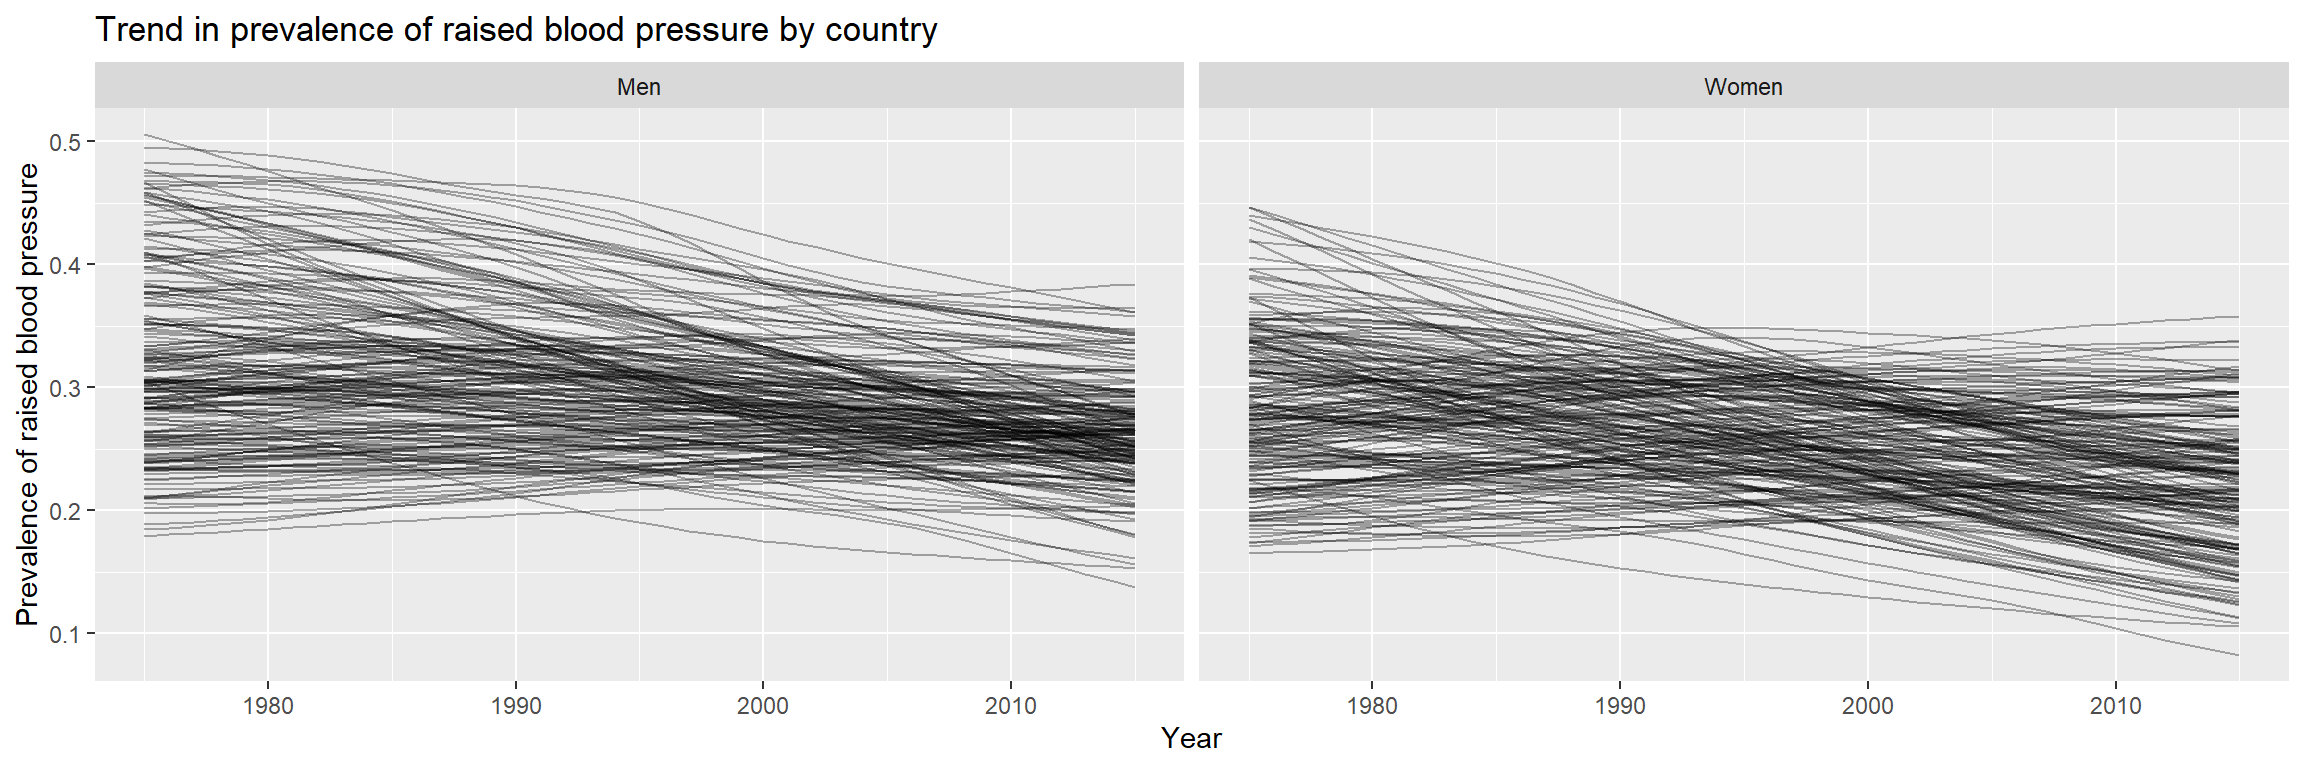 Trend in prevalence of raised blood pressure by country
Men
Women
Prevalence of raised blood pressure
0.5
0.4
0.3
0.2
0.1
1980 1990 2000 2010
1980 1990 2000 2010
Year